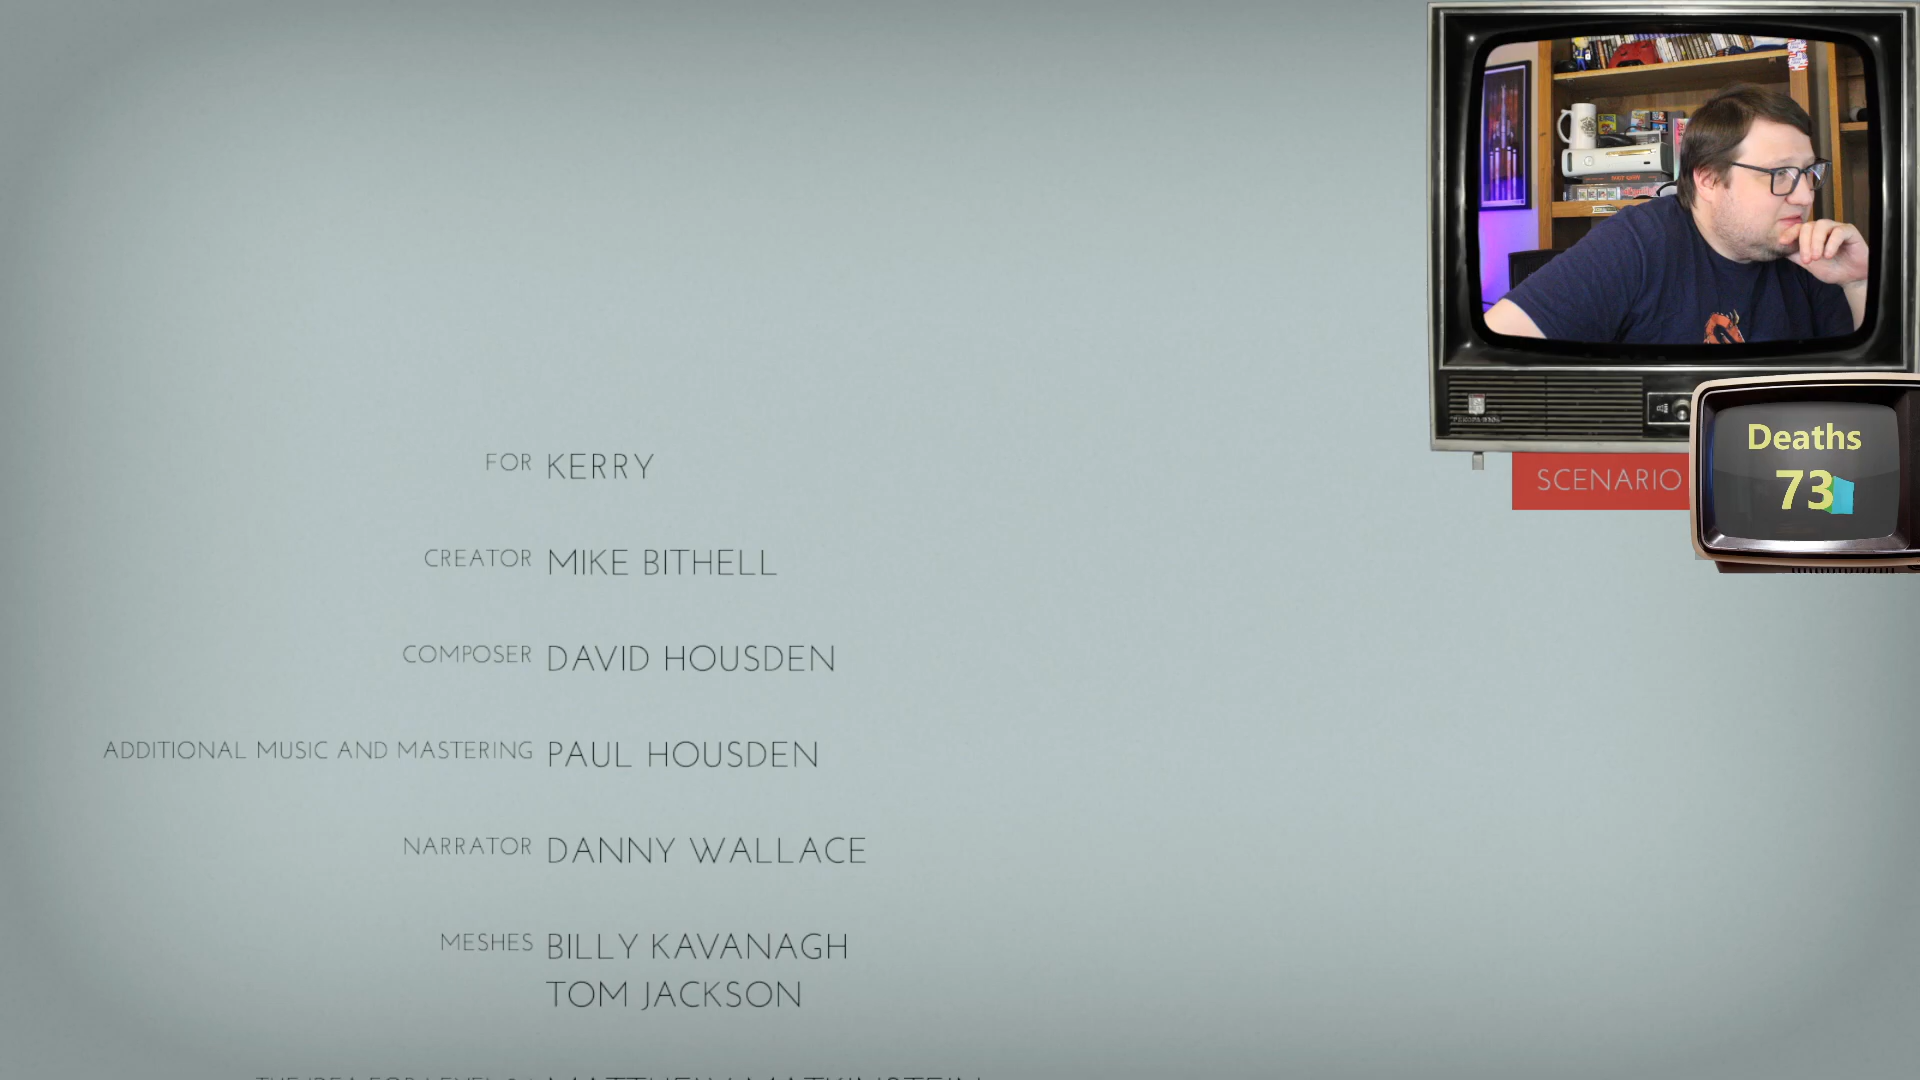 FOR KERRY
CREATOR MIKE BITHELL
COMPOSER DAVID HOUSDEN
ADDITIONAL MUSIC AND MASTERING PAUL HOUSDEN
NARRATOR DANNY WALLACE
MESHES BILLY KAVANAGH
TOM JACKSON
SCENARIO
Deaths
73